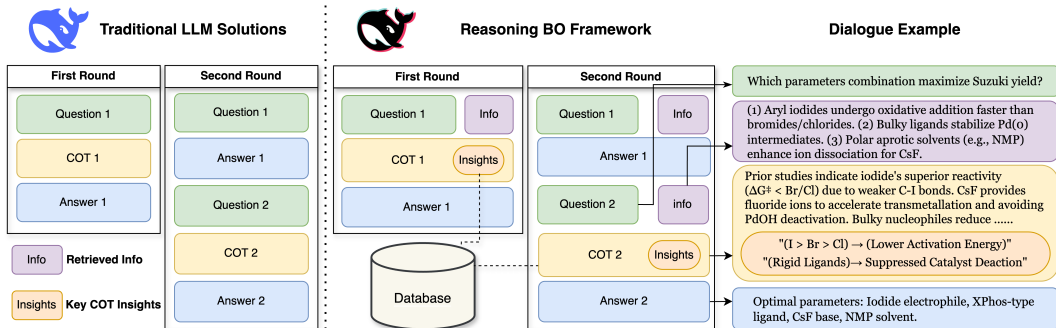 Traditional LLM Solutions
First Round
Question 1
COT 1
Answer 1
Info
Retrieved Info
Insights
Key COT Insights
Second Round
Question 1
Answer 1
Question 2
COT 2
Answer 2
Reasoning BO Framework
First Round
Question 1
Info
COT 1
Insights
Answer 1
Database
Second Round
Question 1
Info
Answer 1
Question 2
info
COT 2
Insights
Answer 2
Dialogue Example
Which parameters combination maximize Suzuki yield?
(1) Aryl iodides undergo oxidative addition faster than
bromides/chlorides. (2) Bulky ligands stabilize Pd(0)
intermediates. (3) Polar aprotic solvents (e.g., NMP)
enhance ion dissociation for CsF.
Prior studies indicate iodide's superior reactivity
(ΔG‡ < Br/Cl) due to weaker C-I bonds. CsF provides
fluoride ions to accelerate transmetallation and avoiding
PdOH deactivation. Bulky nucleophiles reduce ......
"(I > Br > Cl) → (Lower Activation Energy)"
"(Rigid Ligands)→ Suppressed Catalyst Deaction"
Optimal parameters: Iodide electrophile, XPhos-type
ligand, CsF base, NMP solvent.